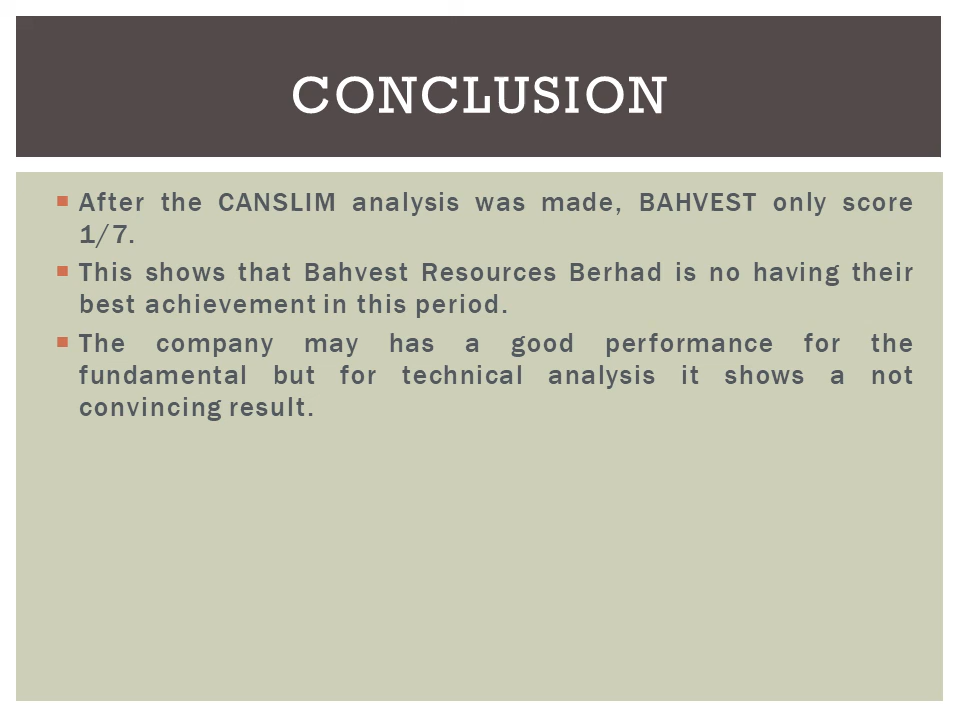 CONCLUSION
After the CANSLIM analysis was made, BAHVEST only score
1/7.
This shows that Bahvest Resources Berhad is no having their
best achievement in this period.
The company may has a good performance for the
fundamental but for technical analysis it shows a not
convincing result.